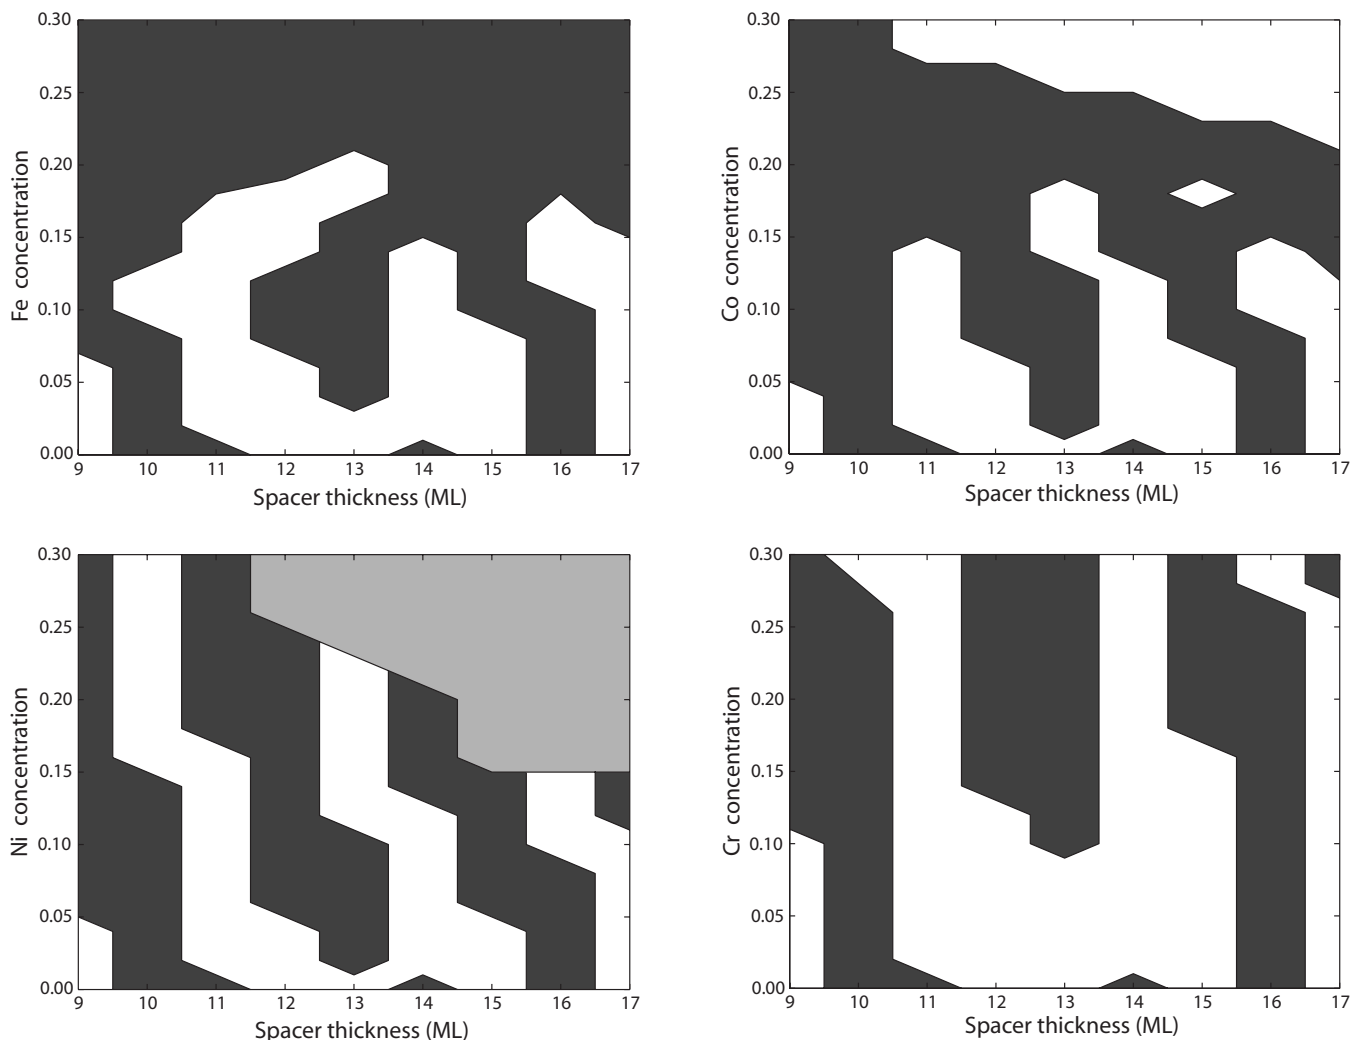 Fe concentration
0.30
0.25
0.20
0.15
0.10
0.05
0.00
9 10 11 12 13 14 15 16 17
Spacer thickness (ML)
Co concentration
0.30
0.25
0.20
0.15
0.10
0.05
0.00
9 10 11 12 13 14 15 16 17
Spacer thickness (ML)
Ni concentration
0.30
0.25
0.20
0.15
0.10
0.05
0.00
9 10 11 12 13 14 15 16 17
Spacer thickness (ML)
Cr concentration
0.30
0.25
0.20
0.15
0.10
0.05
0.00
9 10 11 12 13 14 15 16 17
Spacer thickness (ML)